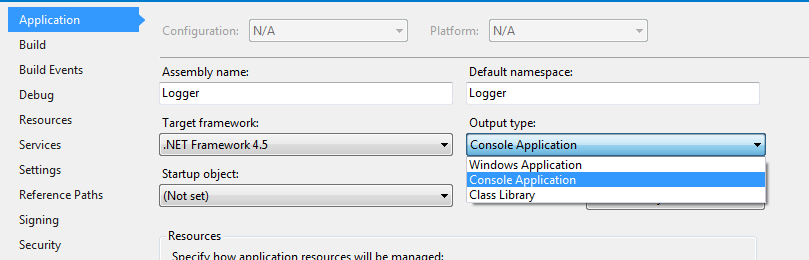 Application
Build
Build Events
Debug
Resources
Services
Settings
Reference Paths
Signing
Security
Configuration: N/A Platform: N/A
Assembly name: Default namespace:
Logger Logger
Target framework: Output type:
.NET Framework 4.5 Console Application
Windows Application
Startup object: Console Application
(Not set) Class Library
Resources
Specify how application resources will be managed: